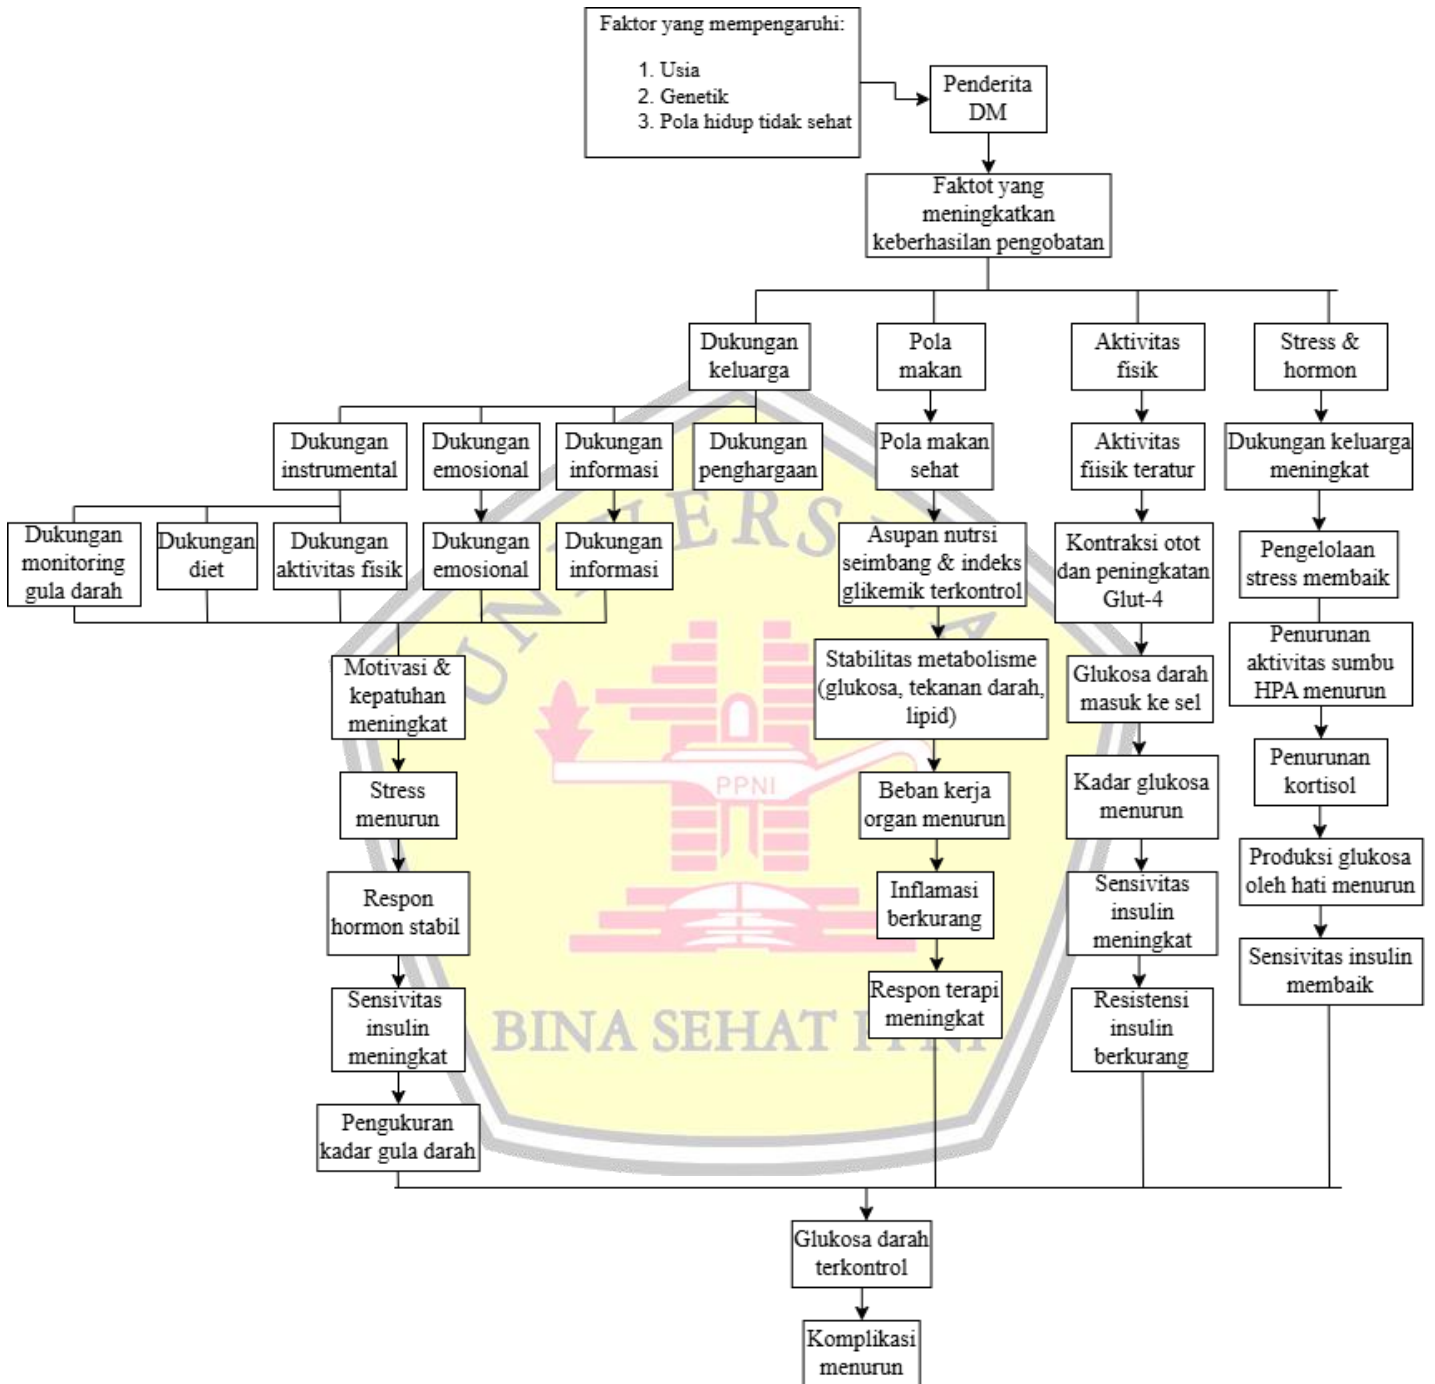 Faktor yang mempengaruhi:
1. Usia
2. Genetik
3. Pola hidup tidak sehat
Penderita
DM
Faktot yang
meningkatkan
keberhasilan pengobatan
Dukungan
keluarga
Pola
makan
Aktivitas
fisik
Stress &
hormon
Dukungan
instrumental
Dukungan
emosional
Dukungan
informasi
Dukungan
penghargaan
Pola makan
sehat
Aktivitas
fiisik teratur
Dukungan keluarga
meningkat
Dukungan
monitoring
gula darah
Dukungan
diet
Dukungan
aktivitas fisik
Dukungan
emosional
Dukungan
informasi
Asupan nutrsi
seimbang & indeks
glikemik terkontrol
Kontraksi otot
dan peningkatan
Glut-4
Pengelolaan
stress membaik
Motivasi &
kepatuhan
meningkat
Stabilitas metabolisme
(glukosa, tekanan darah,
lipid)
Glukosa darah
masuk ke sel
Penurunan
aktivitas sumbu
HPA menurun
Stress
menurun
Beban kerja
organ menurun
Kadar glukosa
menurun
Penurunan
kortisol
Respon
hormon stabil
Inflamasi
berkurang
Sensivitas
insulin
meningkat
Produksi glukosa
oleh hati menurun
Sensivitas
insulin
meningkat
Respon terapi
meningkat
Resistensi
insulin
berkurang
Sensivitas insulin
membaik
Pengukuran
kadar gula darah
Glukosa darah
terkontrol
Komplikasi
menurun
PPNI
BINA SEHAT PPNI